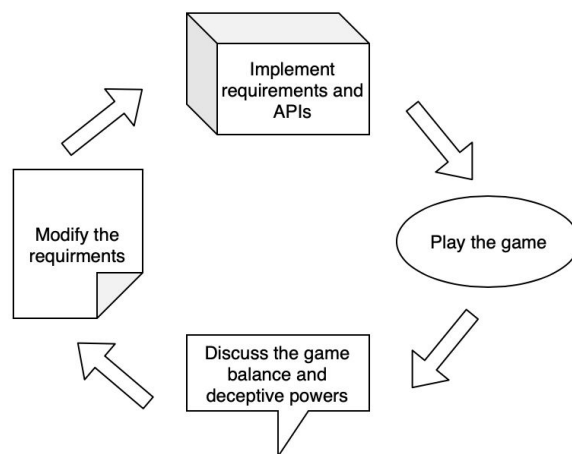 Implement
requirements and
APIs
Play the game
Discuss the game
balance and
deceptive powers
Modify the
requirments